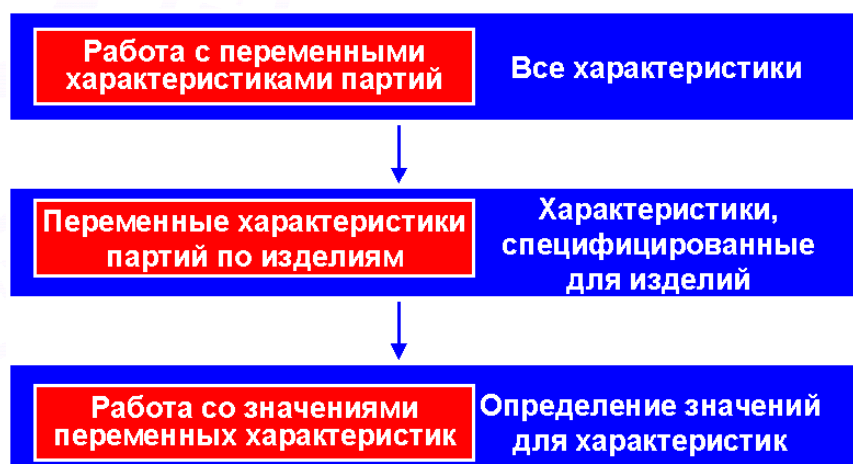 Работа с переменными
характеристиками партий
Все характеристики
Переменные характеристики
партий по изделиям
Характеристики,
специфицированные
для изделий
Работа со значениями
переменных характеристик
Определение значений
для характеристик